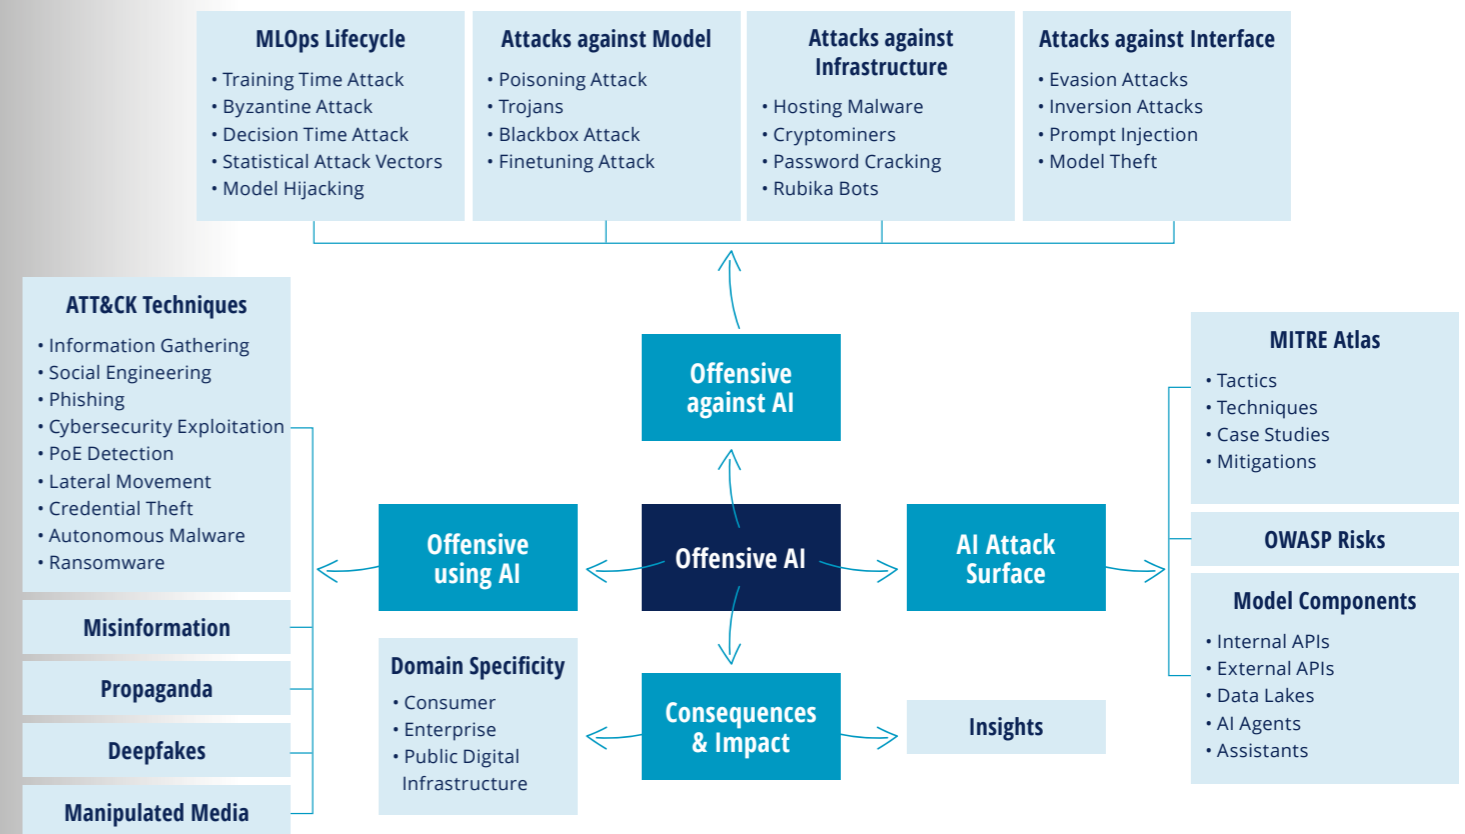 MLOps Lifecycle
• Training Time Attack
• Byzantine Attack
• Decision Time Attack
• Statistical Attack Vectors
• Model Hijacking
Attacks against Model
• Poisoning Attack
• Trojans
• Blackbox Attack
• Finetuning Attack
Attacks against
Infrastructure
• Hosting Malware
• Cryptominers
• Password Cracking
• Rubika Bots
Attacks against Interface
• Evasion Attacks
• Inversion Attacks
• Prompt Injection
• Model Theft
ATT&CK Techniques
• Information Gathering
• Social Engineering
• Phishing
• Cybersecurity Exploitation
• PoE Detection
• Lateral Movement
• Credential Theft
• Autonomous Malware
• Ransomware
Misinformation
Propaganda
Deepfakes
Manipulated Media
Offensive
against AI
Offensive
using AI
Offensive AI
AI Attack
Surface
Domain Specificity
• Consumer
• Enterprise
• Public Digital
Infrastructure
Consequences
& Impact
Insights
MITRE Atlas
• Tactics
• Techniques
• Case Studies
• Mitigations
OWASP Risks
Model Components
• Internal APIs
• External APIs
• Data Lakes
• AI Agents
• Assistants